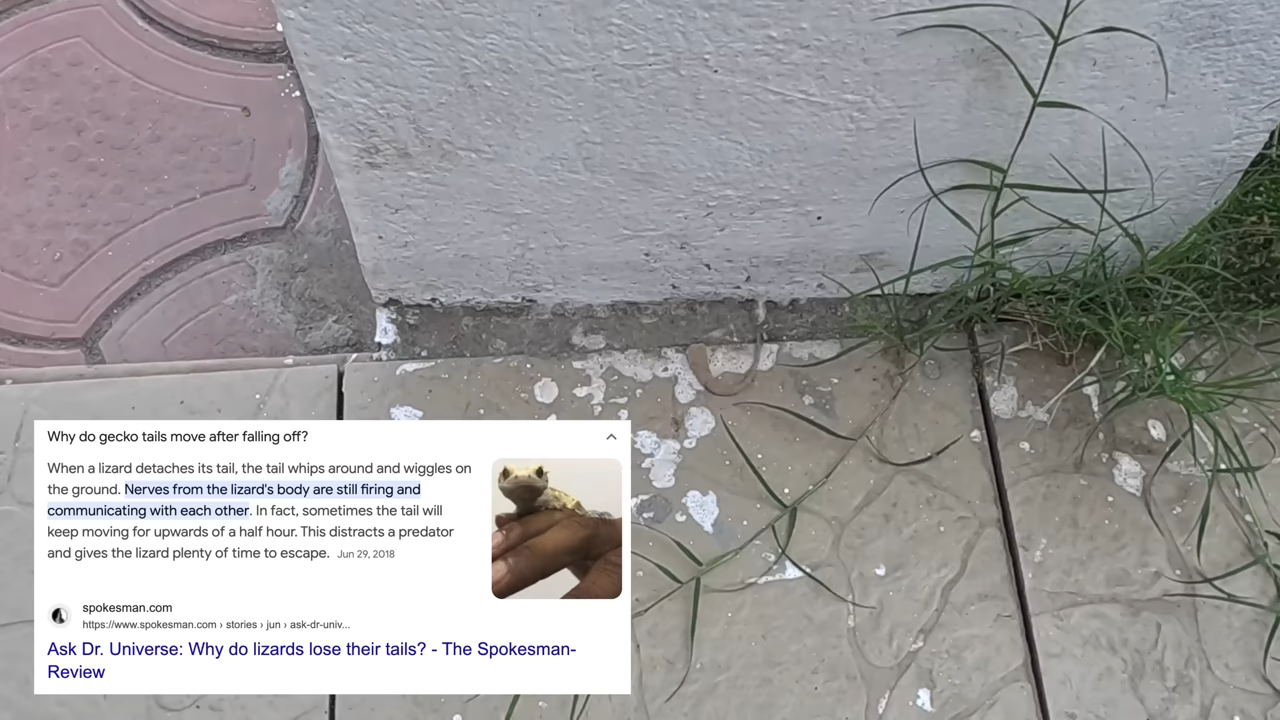 Why do gecko tails move after falling off?
When a lizard detaches its tail, the tail whips around and wiggles on
the ground. Nerves from the lizard's body are still firing and
communicating with each other. In fact, sometimes the tail will
keep moving for upwards of a half hour. This distracts a predator
and gives the lizard plenty of time to escape. Jun 29, 2018
spokesman.com
https://www.spokesman.com › stories › jun › ask-dr-univ...
Ask Dr. Universe: Why do lizards lose their tails? - The Spokesman-
Review